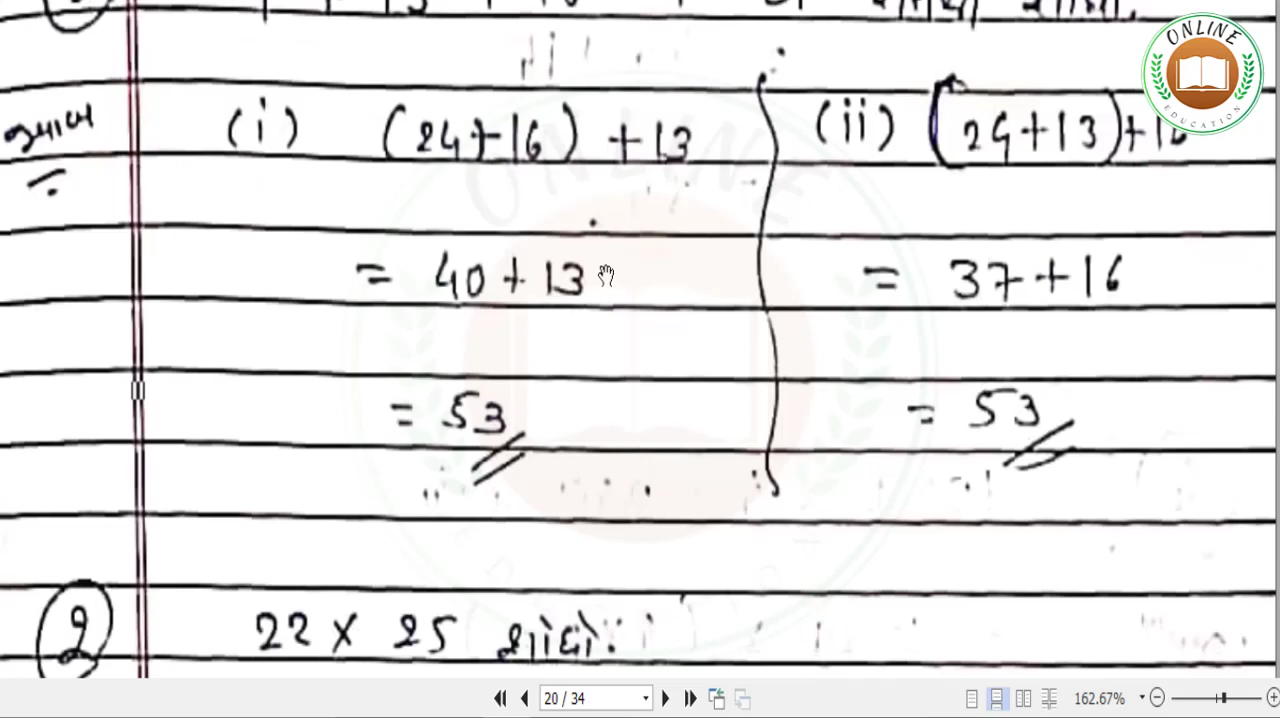 ONLINE
EDUCATION
જવાબ
(i) (24+16) +13
(ii) (24+13)+16
= 40+13
= 37+16
= 53
= 53
2 22 x 25 શોધો.
20 / 34
162.67%